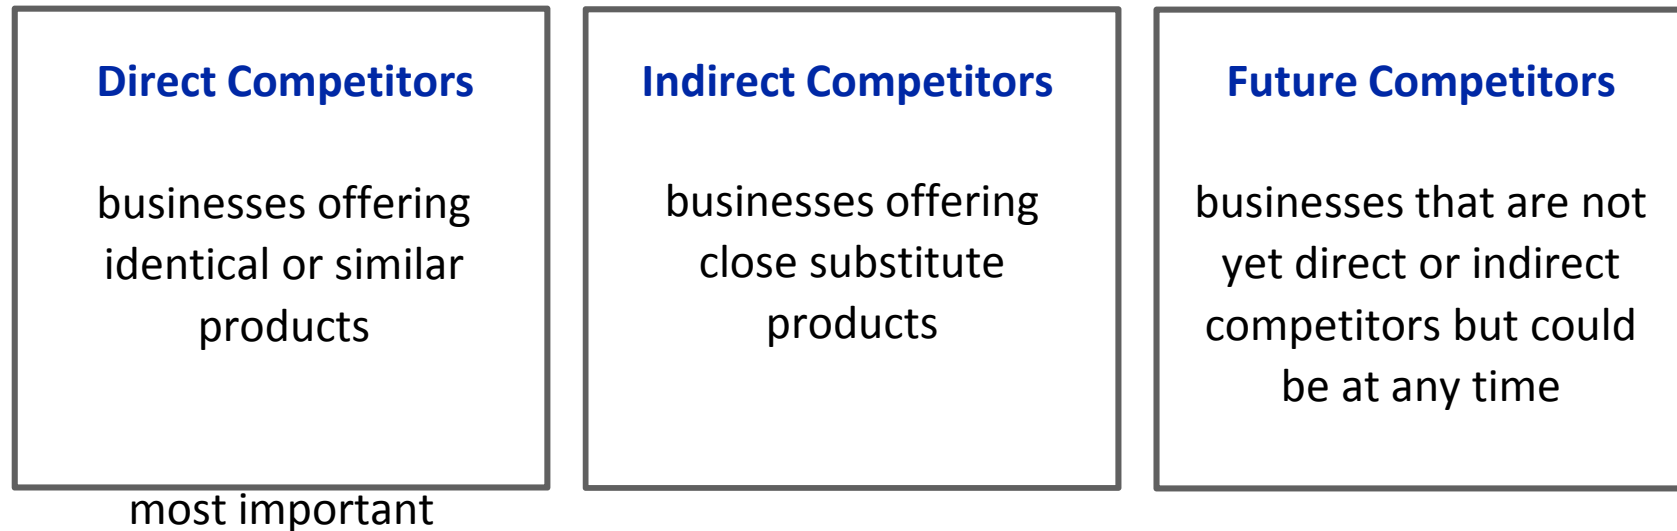 Direct Competitors
businesses offering
identical or similar
products
most important
Indirect Competitors
businesses offering
close substitute
products
Future Competitors
businesses that are not
yet direct or indirect
competitors but could
be at any time